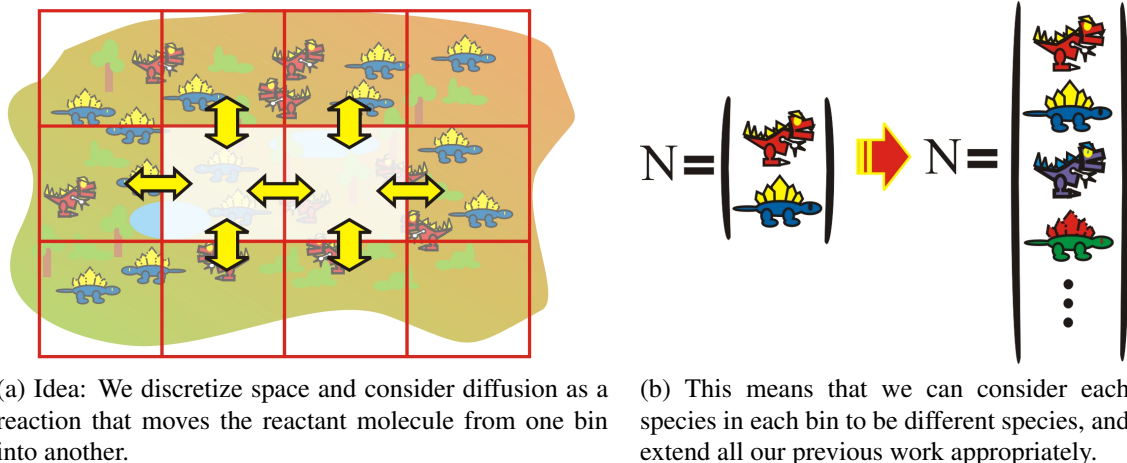 N=
N=
(a) Idea: We discretize space and consider diffusion as a
reaction that moves the reactant molecule from one bin
into another.
(b) This means that we can consider each
species in each bin to be different species, and
extend all our previous work appropriately.